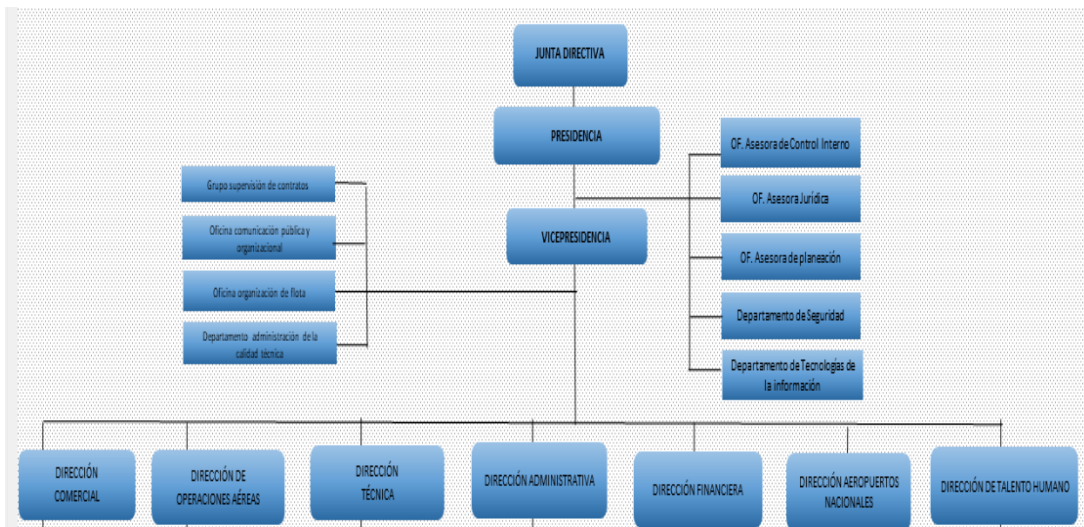 JUNTA DIRECTIVA
PRESIDENCIA
VICEPRESIDENCIA
OF. Asesora de Control Interno
OF. Asesora Jurídica
OF. Asesora de planeación
Departamento de Seguridad
Departamento de Tecnologías de
la información
Grupo supervisión de contratos
Oficina comunicación pública y
organizacional
Oficina organización de flota
Departamento administración de la
calidad técnica
DIRECCIÓN
COMERCIAL
DIRECCIÓN DE
OPERACIONES AÉREAS
DIRECCIÓN
TÉCNICA
DIRECCIÓN ADMINISTRATIVA
DIRECCIÓN FINANCIERA
DIRECCIÓN AEROPUERTOS
NACIONALES
DIRECCIÓN DE TALENTO HUMANO